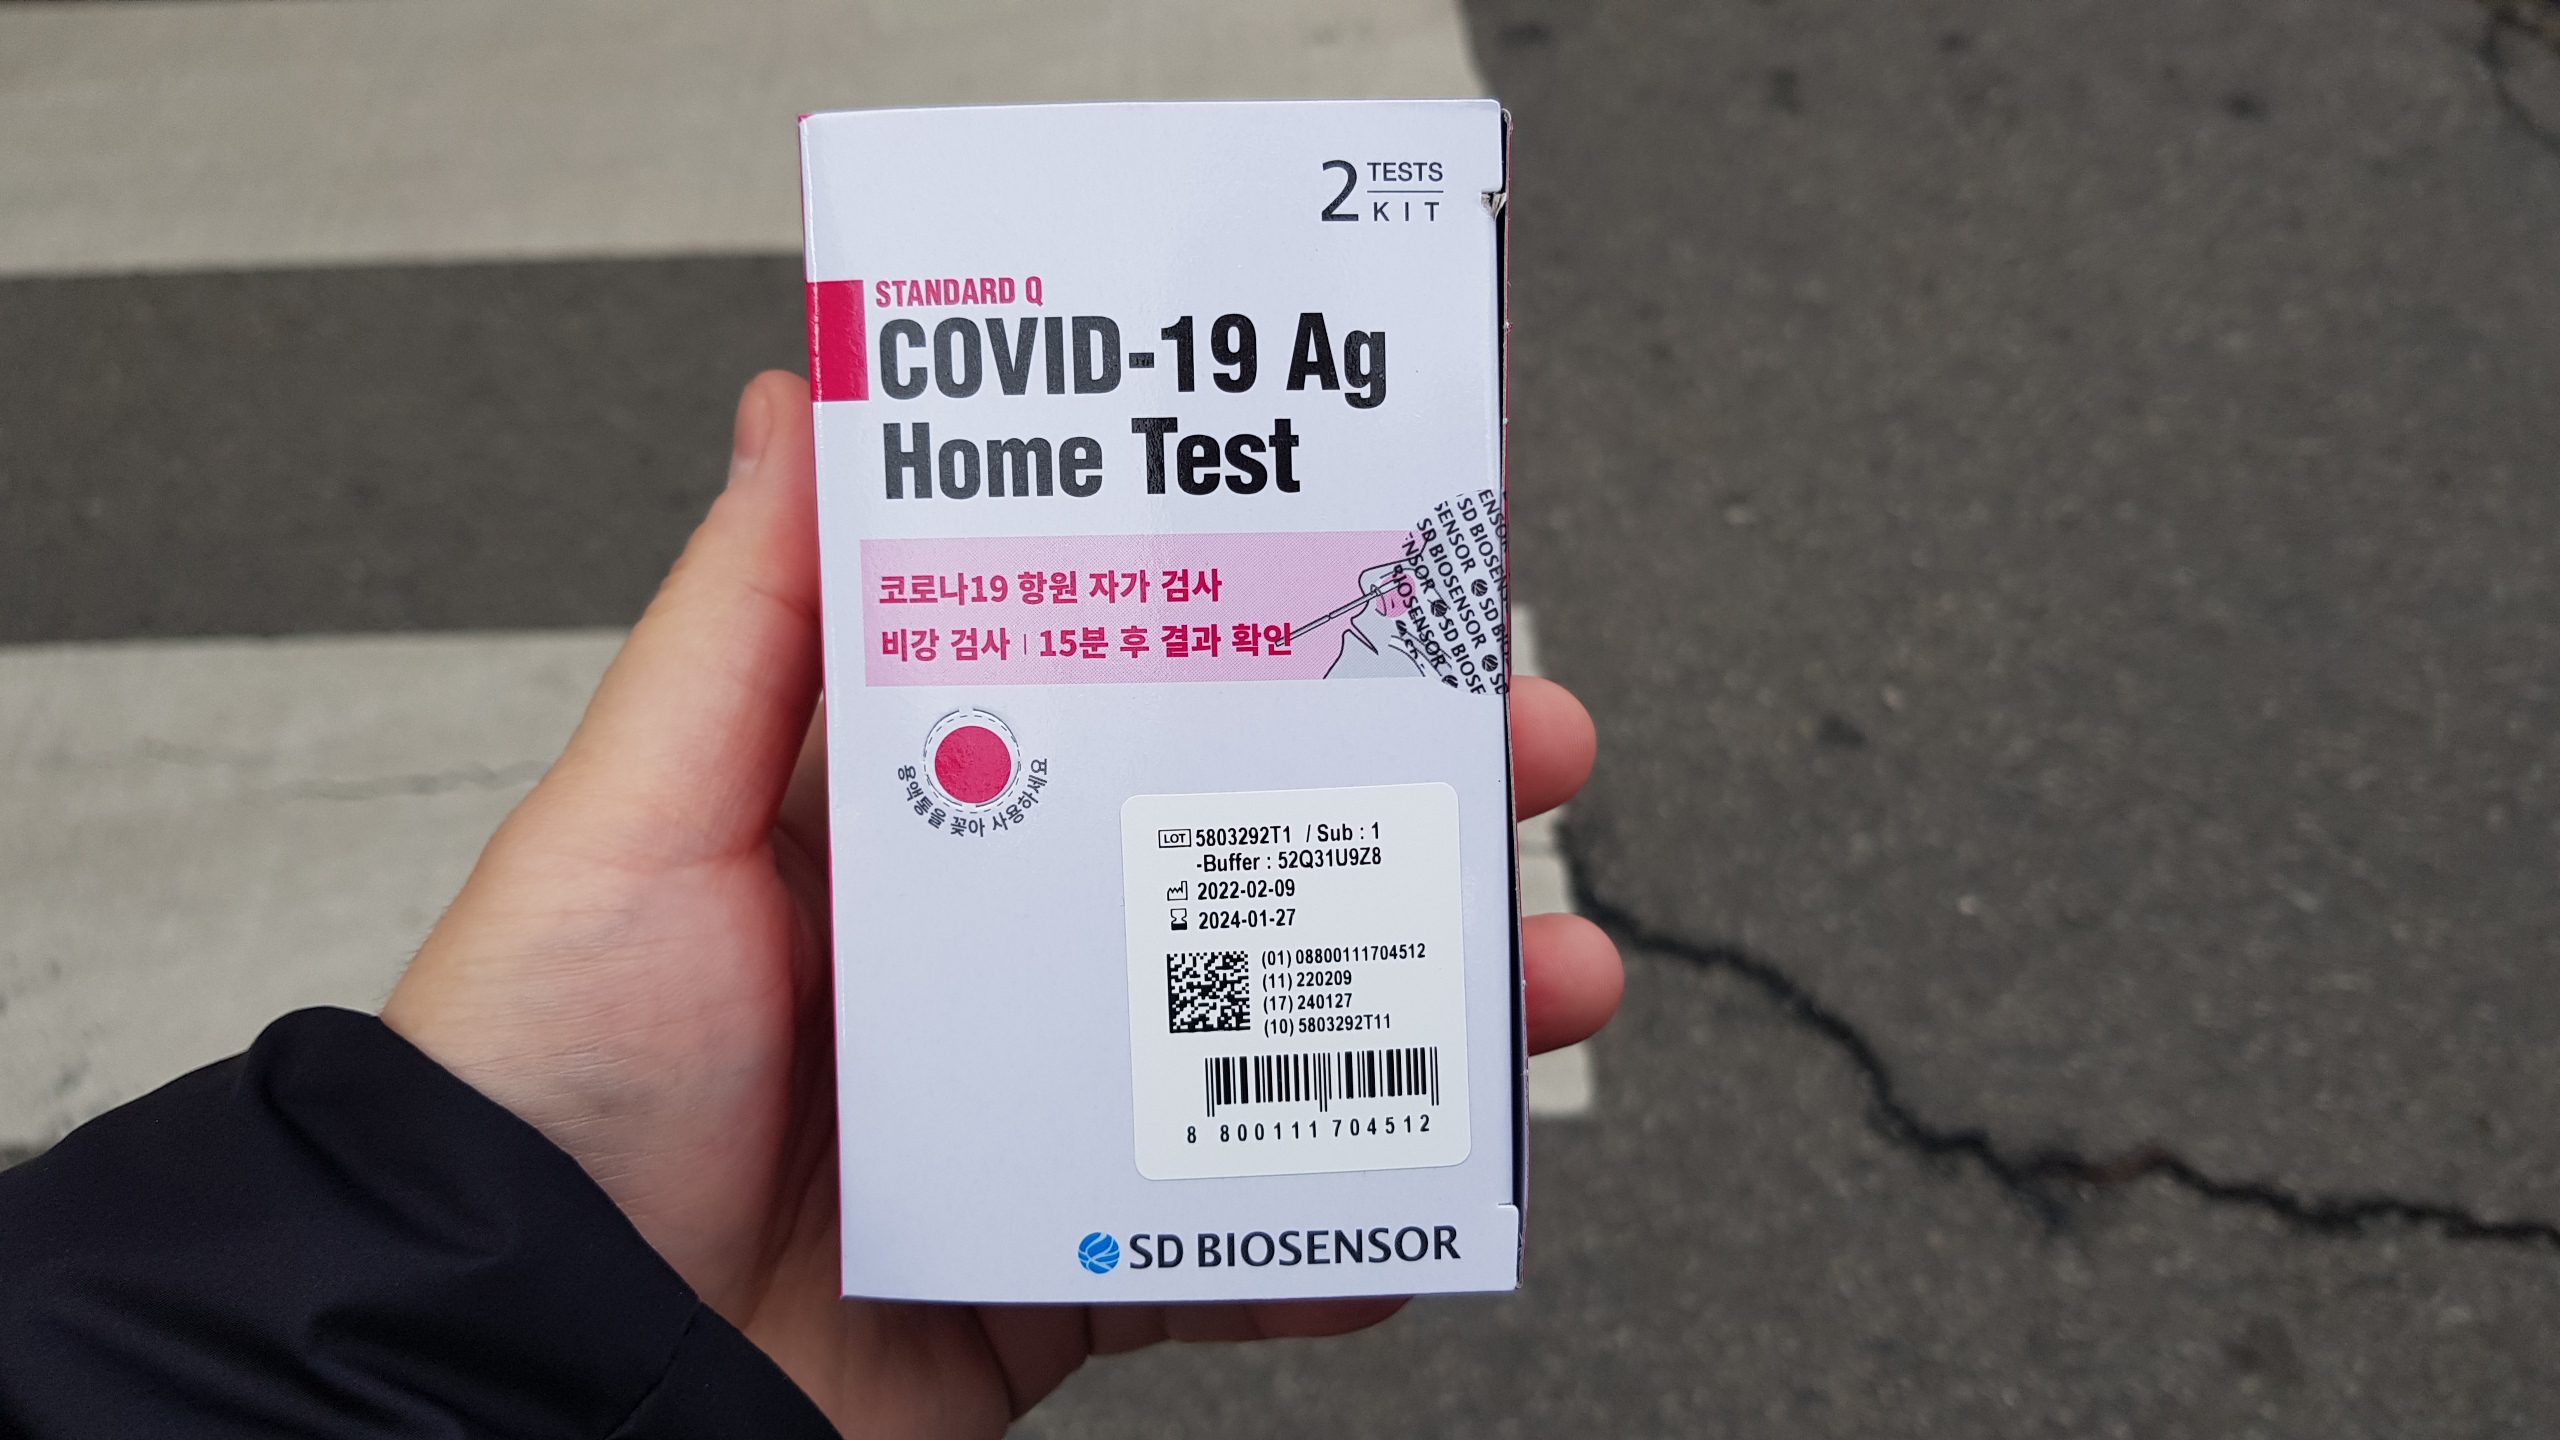 2 TESTS
KIT
STANDARD Q
COVID-19 Ag
Home Test
코로나19 항원 자가 검사
비강 검사 | 15분 후 결과 확인
SD BIOSENSOR
용액통을 꽂아 사용하세요
LOT 5803292T1 / Sub : 1
-Buffer : 52Q31U9Z8
2022-02-09
2024-01-27
(01) 08800111704512
(11) 220209
(17) 240127
(10) 5803292T11
8 800111 704512
SD BIOSENSOR